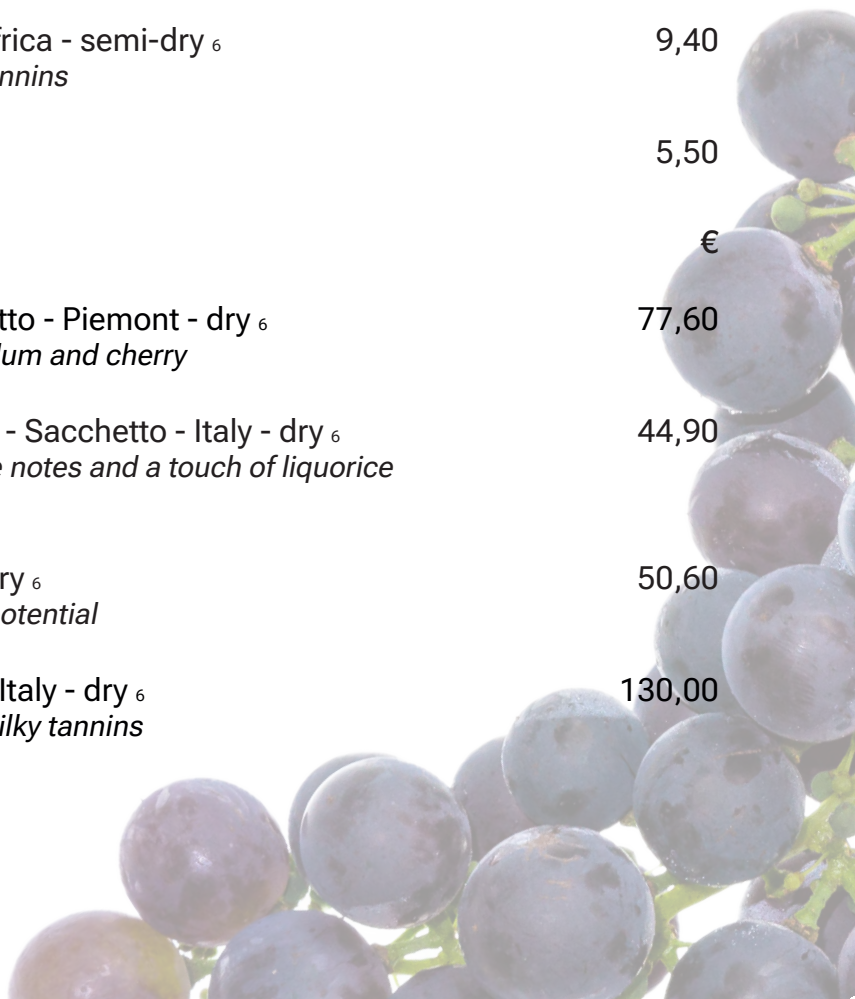 frica - semi-dry 6 9,40
nnins
5,50
€
tto - Piemont - dry 6 77,60
lum and cherry
- Sacchetto - Italy - dry 6 44,90
e notes and a touch of liquorice
ry 6 50,60
otential
Italy - dry 6 130,00
ilky tannins